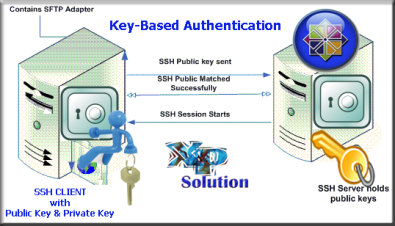 Contains SFTP Adapter
Key-Based Authentication
SSH Public key sent
SSH Public Matched
Successfully
SSH Session Starts
XP
Solution
SSH CLIENT
with
Public Key & Private Key
SSH Server holds
public keys